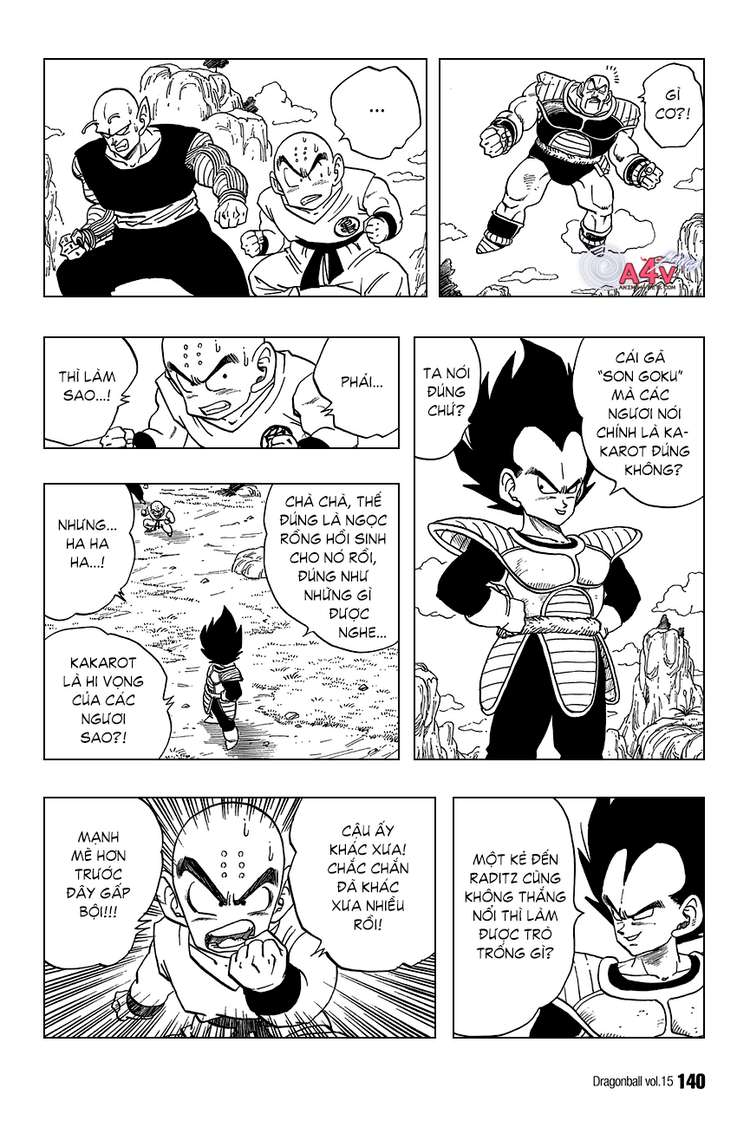 GÌ
CƠ?!
...
CÁI GÃ
“SON GOKU”
MÀ CÁC
NGƯƠI NÓI
CHÍNH LÀ KA-
KAROT ĐÚNG
KHÔNG?
TA NÓI
ĐÚNG
CHỨ?
PHẢI...
THÌ LÀM
SAO...!
CHÀ CHÀ, THẾ
ĐÚNG LÀ NGỌC
RỒNG HỒI SINH
CHO NÓ RỒI,
ĐÚNG NHƯ
NHỮNG GÌ
ĐƯỢC
NGHE...
NHƯNG...
HA HA
HA...!
KAKAROT
LÀ HI VỌNG
CỦA CÁC
NGƯƠI
SAO?!
MỘT KẺ ĐẾN
RADITZ CŨNG
KHÔNG THẮNG
NỔI THÌ LÀM
ĐƯỢC TRÒ
TRỐNG GÌ?
CẬU ẤY
KHÁC XƯA!
CHẮC CHẮN
ĐÃ KHÁC
XƯA NHIỀU
RỒI!
MẠNH
MẼ HƠN
TRƯỚC
ĐÂY GẤP
BỘI!!!
A4V
Dragonball vol.15 140